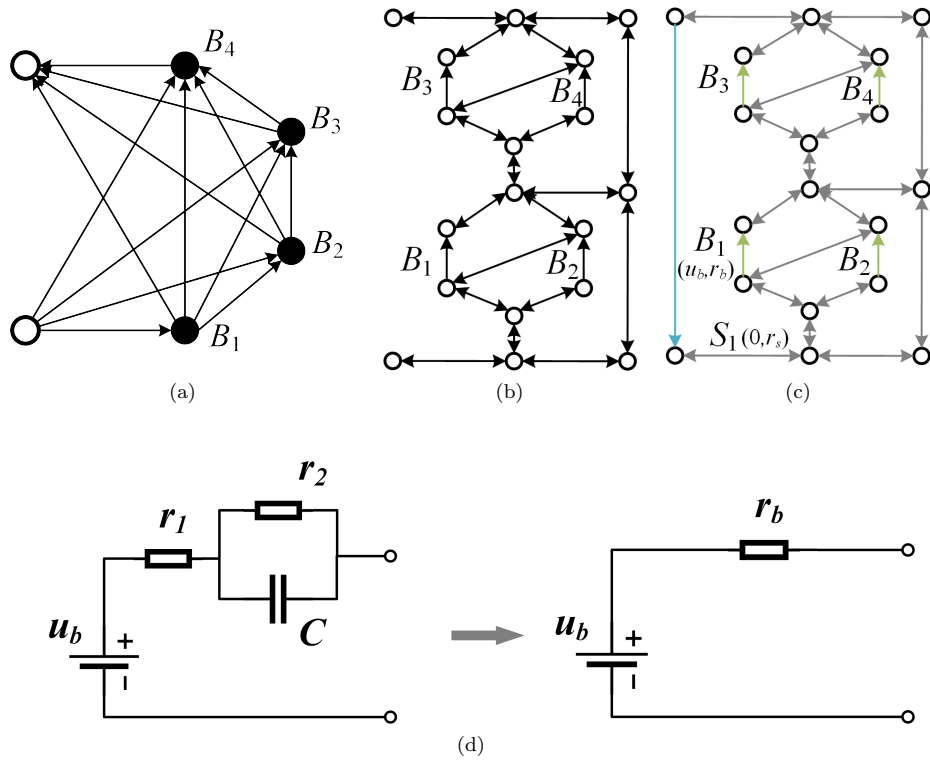 B4
B3
B2
B1
(a)
B3
B4
B1
B2
(b)
B3
B4
B1
(ub,rb)
B2
S1(0,rs)
(c)
r1
r2
C
ub
+
−
rb
ub
+
−
(d)